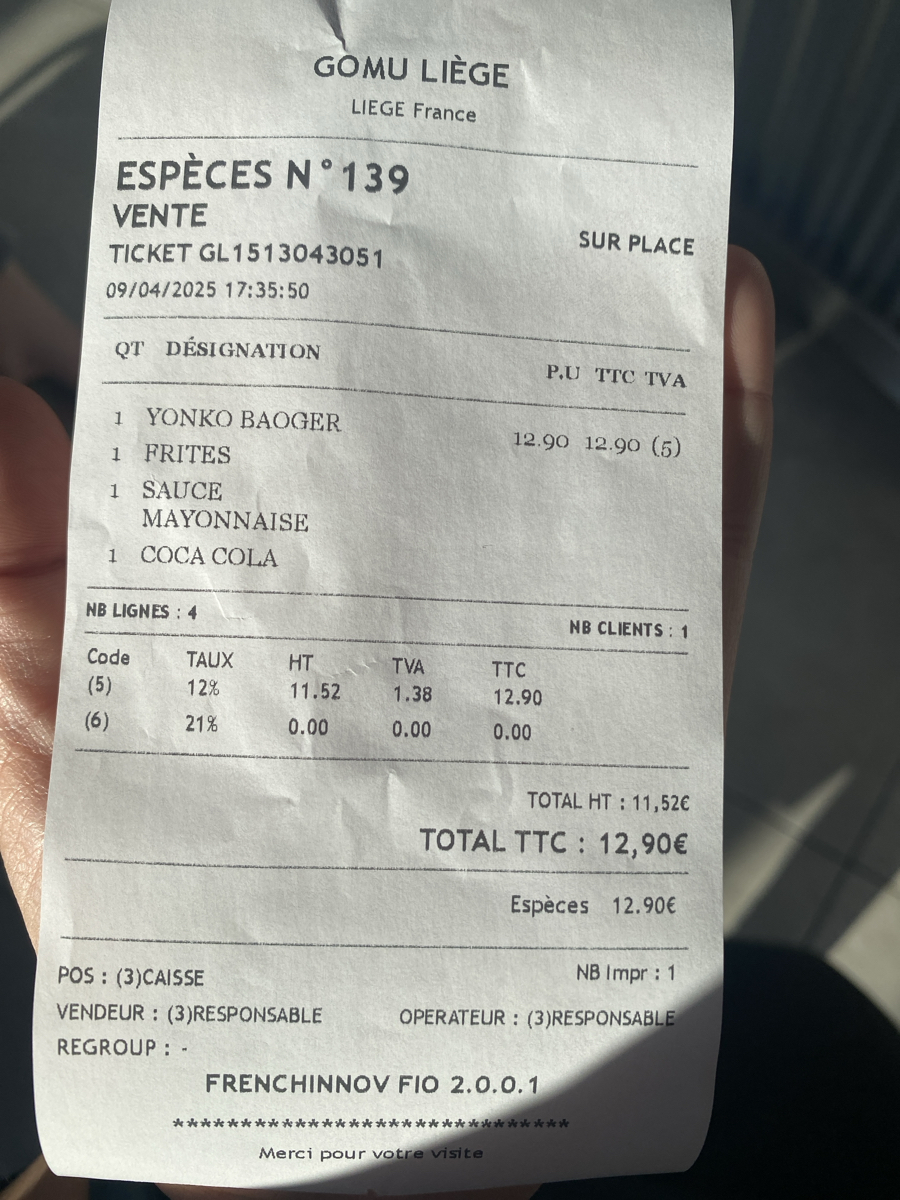 GOMU LIÈGE
LIEGE France
ESPÈCES N°139
VENTE
SUR PLACE
TICKET GL1513043051
09/04/2025 17:35:50
QT DÉSIGNATION P.U TTC TVA
1 YONKO BAOGER 12.90 12.90 (5)
1 FRITES
1 SAUCE
MAYONNAISE
1 COCA COLA
NB LIGNES : 4 NB CLIENTS : 1
Code TAUX HT TVA TTC
(5) 12% 11.52 1.38 12.90
(6) 21% 0.00 0.00 0.00
TOTAL HT : 11,52€
TOTAL TTC : 12,90€
Espèces 12.90€
POS : (3)CAISSE NB Impr : 1
VENDEUR : (3)RESPONSABLE OPERATEUR : (3)RESPONSABLE
REGROUP : -
FRENCHINNOV FIO 2.0.0.1
******************************
Merci pour votre visite